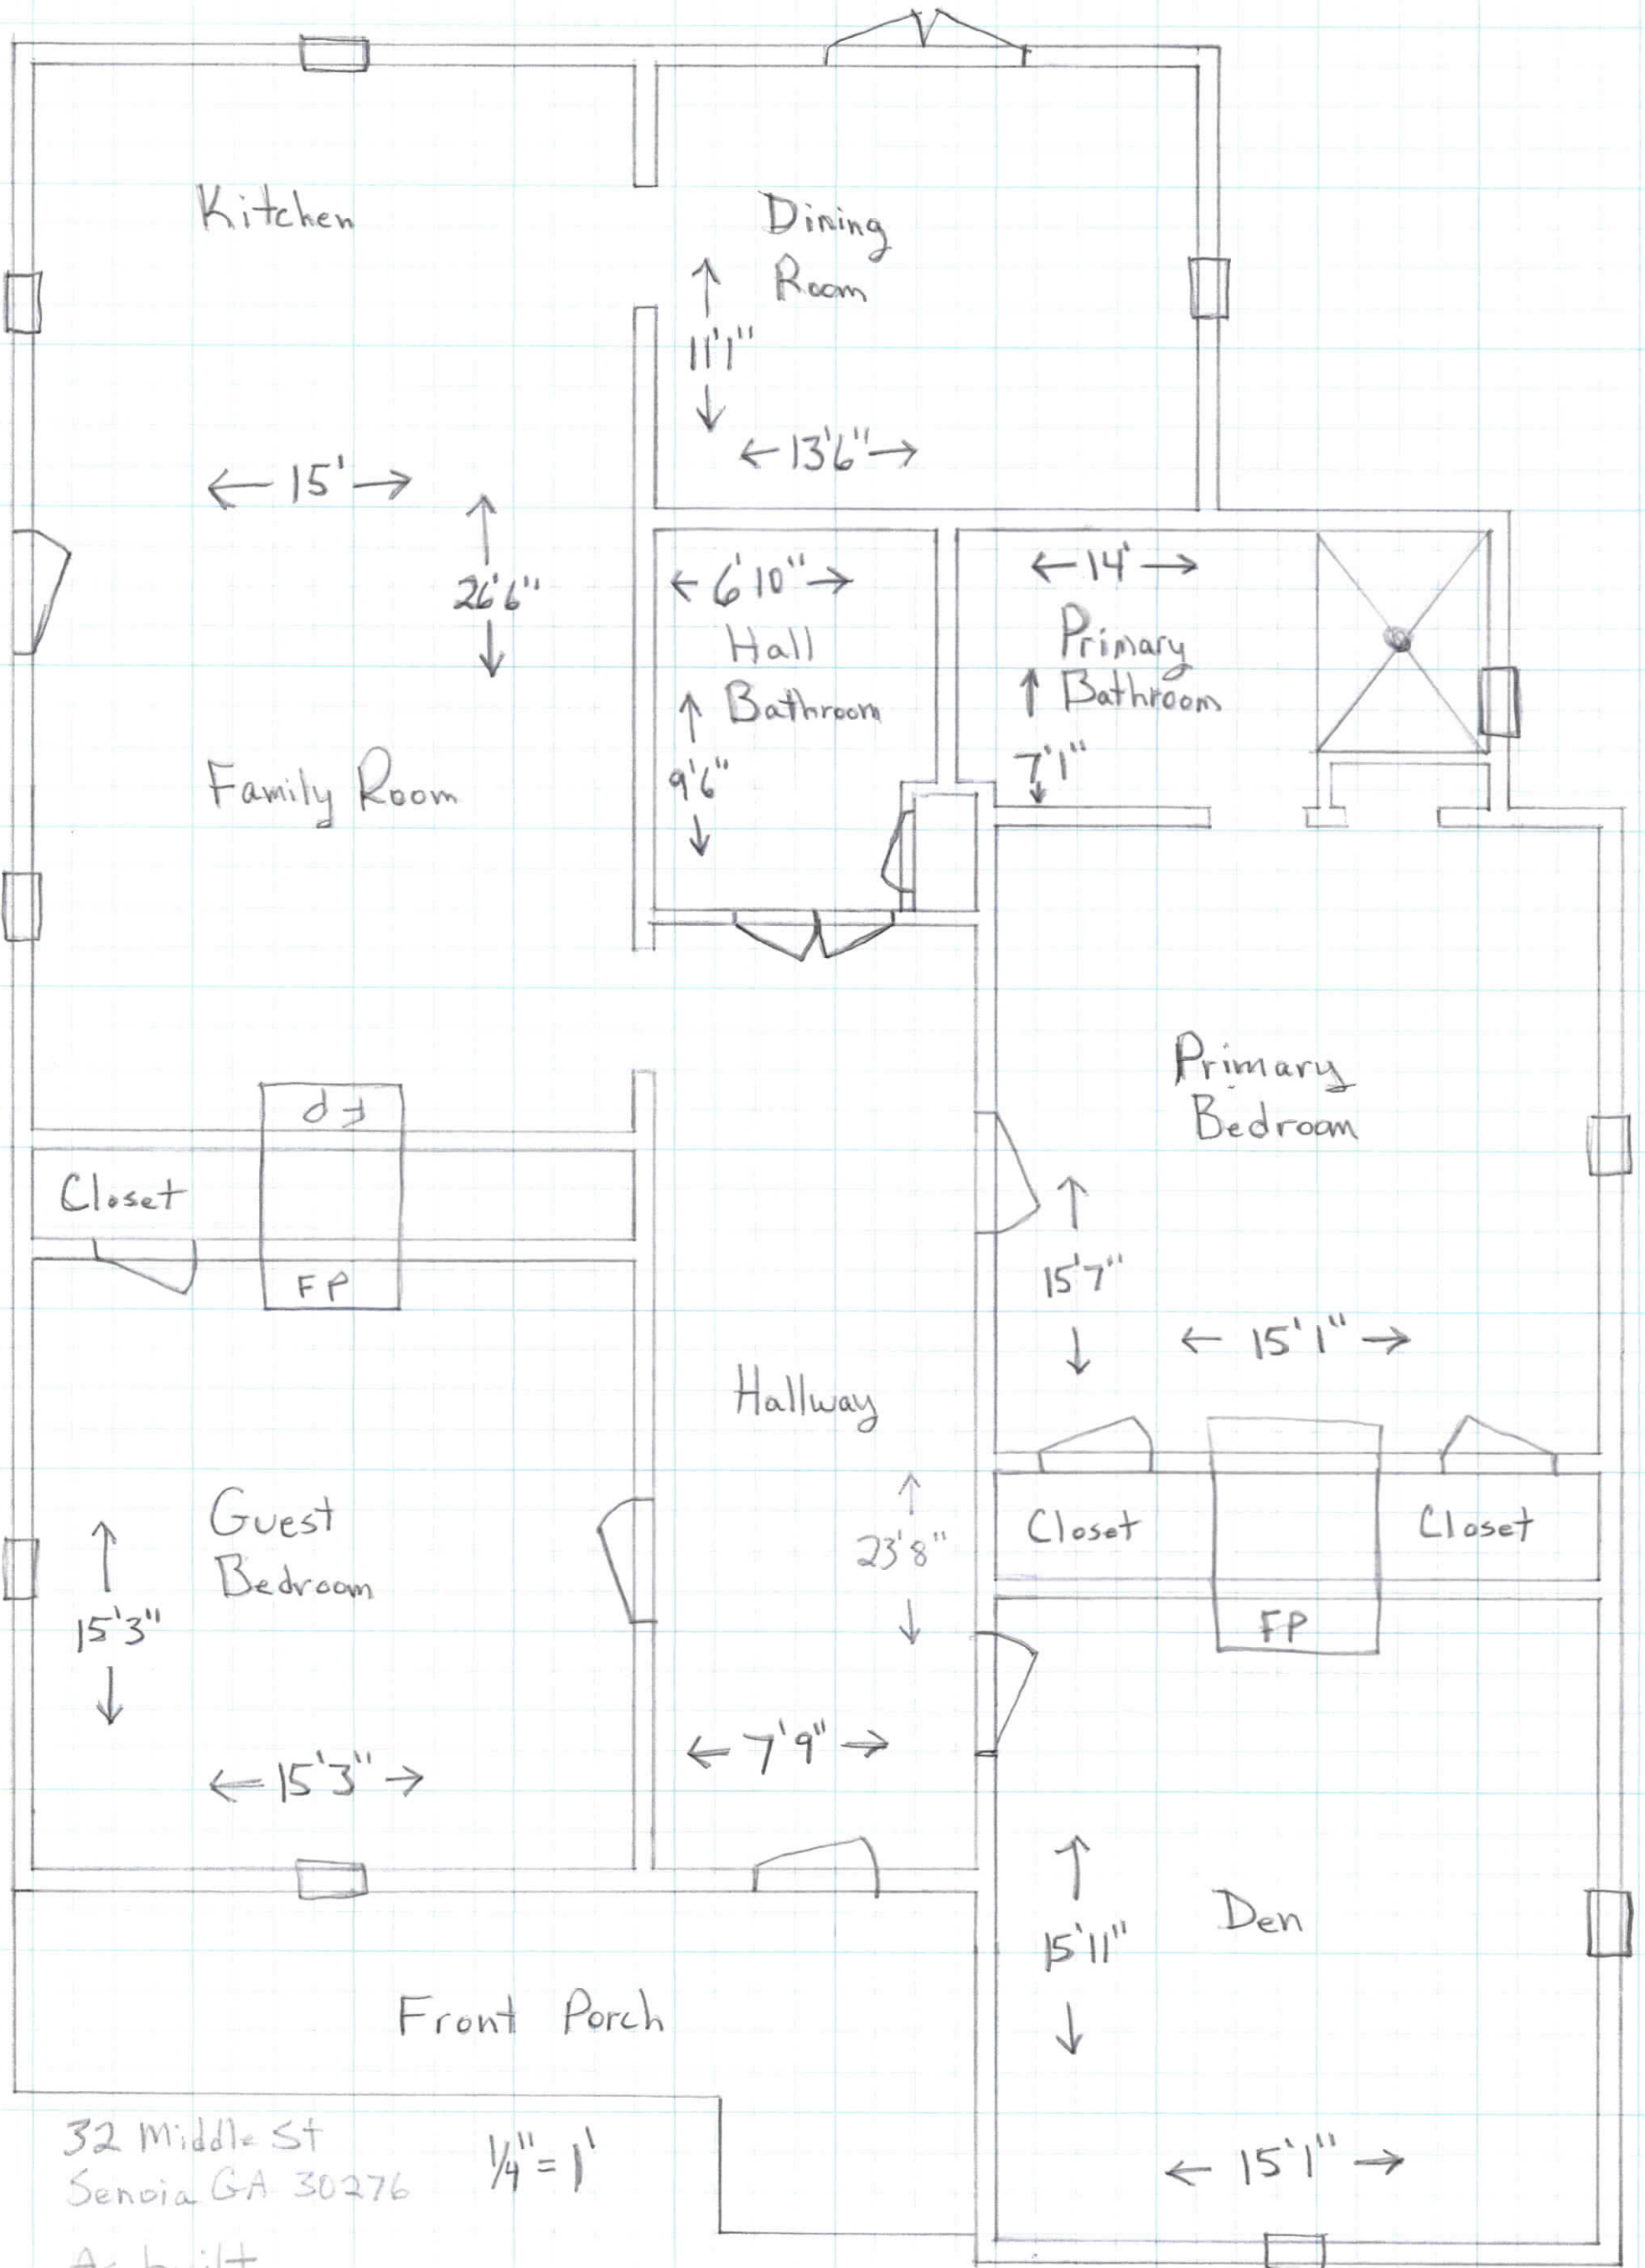 Kitchen
Dining
Room
11'1"
13'6"
15'
26'6"
6'10"
Hall
Bathroom
9'6"
14'
Primary
Bathroom
7'1"
Family Room
Primary
Bedroom
15'7"
15'1"
FP
Closet
FP
Hallway
Closet
Closet
FP
Guest
Bedroom
15'3"
15'3"
23'8"
7'9"
Den
15'11"
15'1"
Front Porch
32 Middle St
Senoia GA 30276
1/4" = 1'
As built